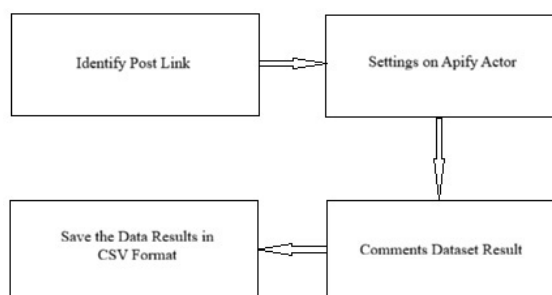 Identify Post Link
Settings on Apify Actor
Save the Data Results in
CSV Format
Comments Dataset Result